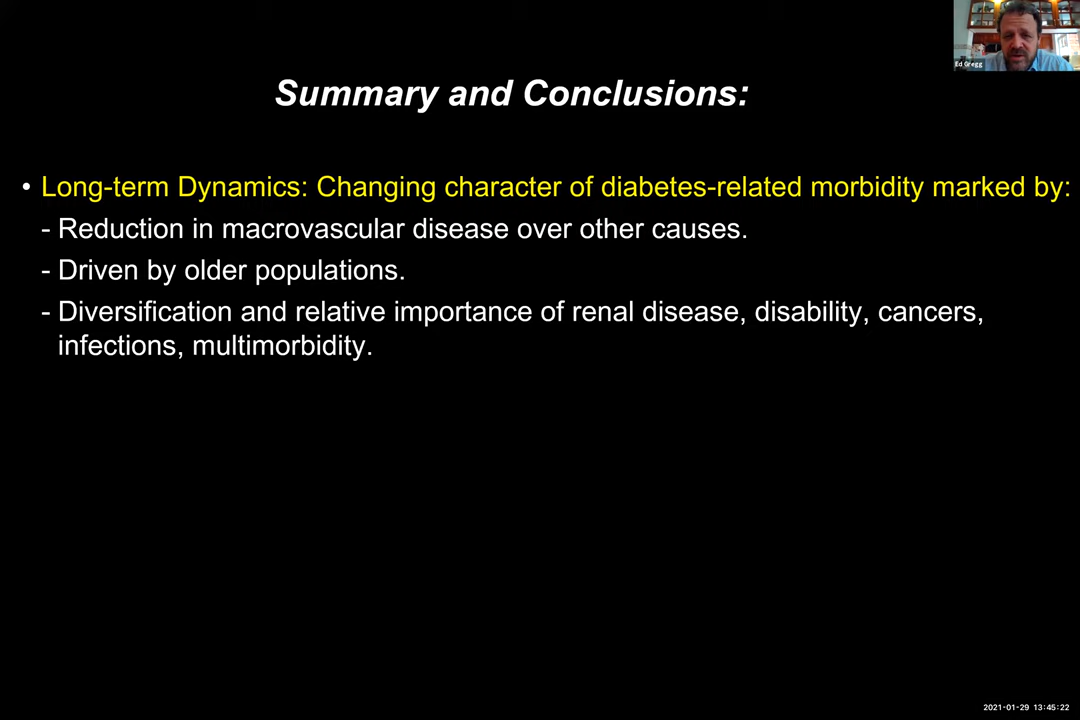 Ed Gregg
Summary and Conclusions:
• Long-term Dynamics: Changing character of diabetes-related morbidity marked by:
- Reduction in macrovascular disease over other causes.
- Driven by older populations.
- Diversification and relative importance of renal disease, disability, cancers,
infections, multimorbidity.
2021-01-29 13:45:22